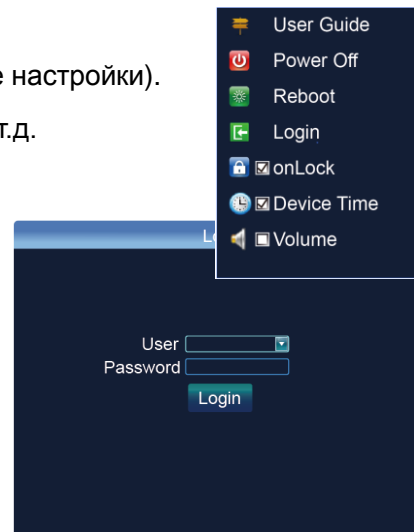 User Guide
Power Off
е настройки).
Reboot
т.д.
Login
onLock
Device Time
Volume
User
Password
Login